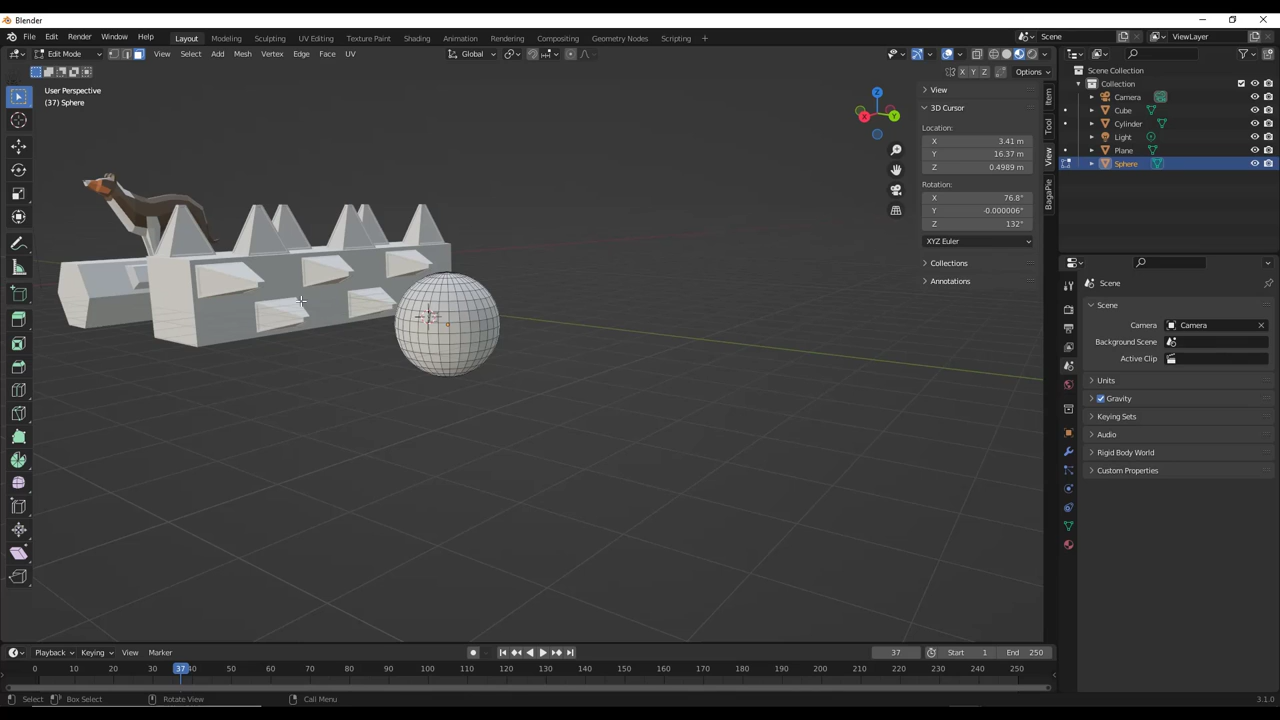 Blender
File Edit Render Window Help Layout Modeling Sculpting UV Editing Texture Paint Shading Animation Rendering Compositing Geometry Nodes Scripting + Scene ViewLayer
Edit Mode View Select Add Mesh Vertex Edge Face UV Global
X Y Z Options
User Perspective
(37) Sphere
Z
X Y
View
3D Cursor
Location:
X 3.41 m
Y 16.37 m
Z 0.4989 m
Rotation:
X 76.8°
Y -0.000006°
Z 132°
XYZ Euler
Collections
Annotations
Item
Tool
View
BagaPie
Scene Collection
Collection
Camera
Cube
Cylinder
Light
Plane
Sphere
Scene
Scene
Camera Camera
Background Scene
Active Clip
Units
Gravity
Keying Sets
Audio
Rigid Body World
Custom Properties
Playback Keying View Marker 37 Start 1 End 250
0 10 20 30 37 40 50 60 70 80 90 100 110 120 130 140 150 160 170 180 190 200 210 220 230 240 250
Select Box Select Rotate View Call Menu 3.1.0